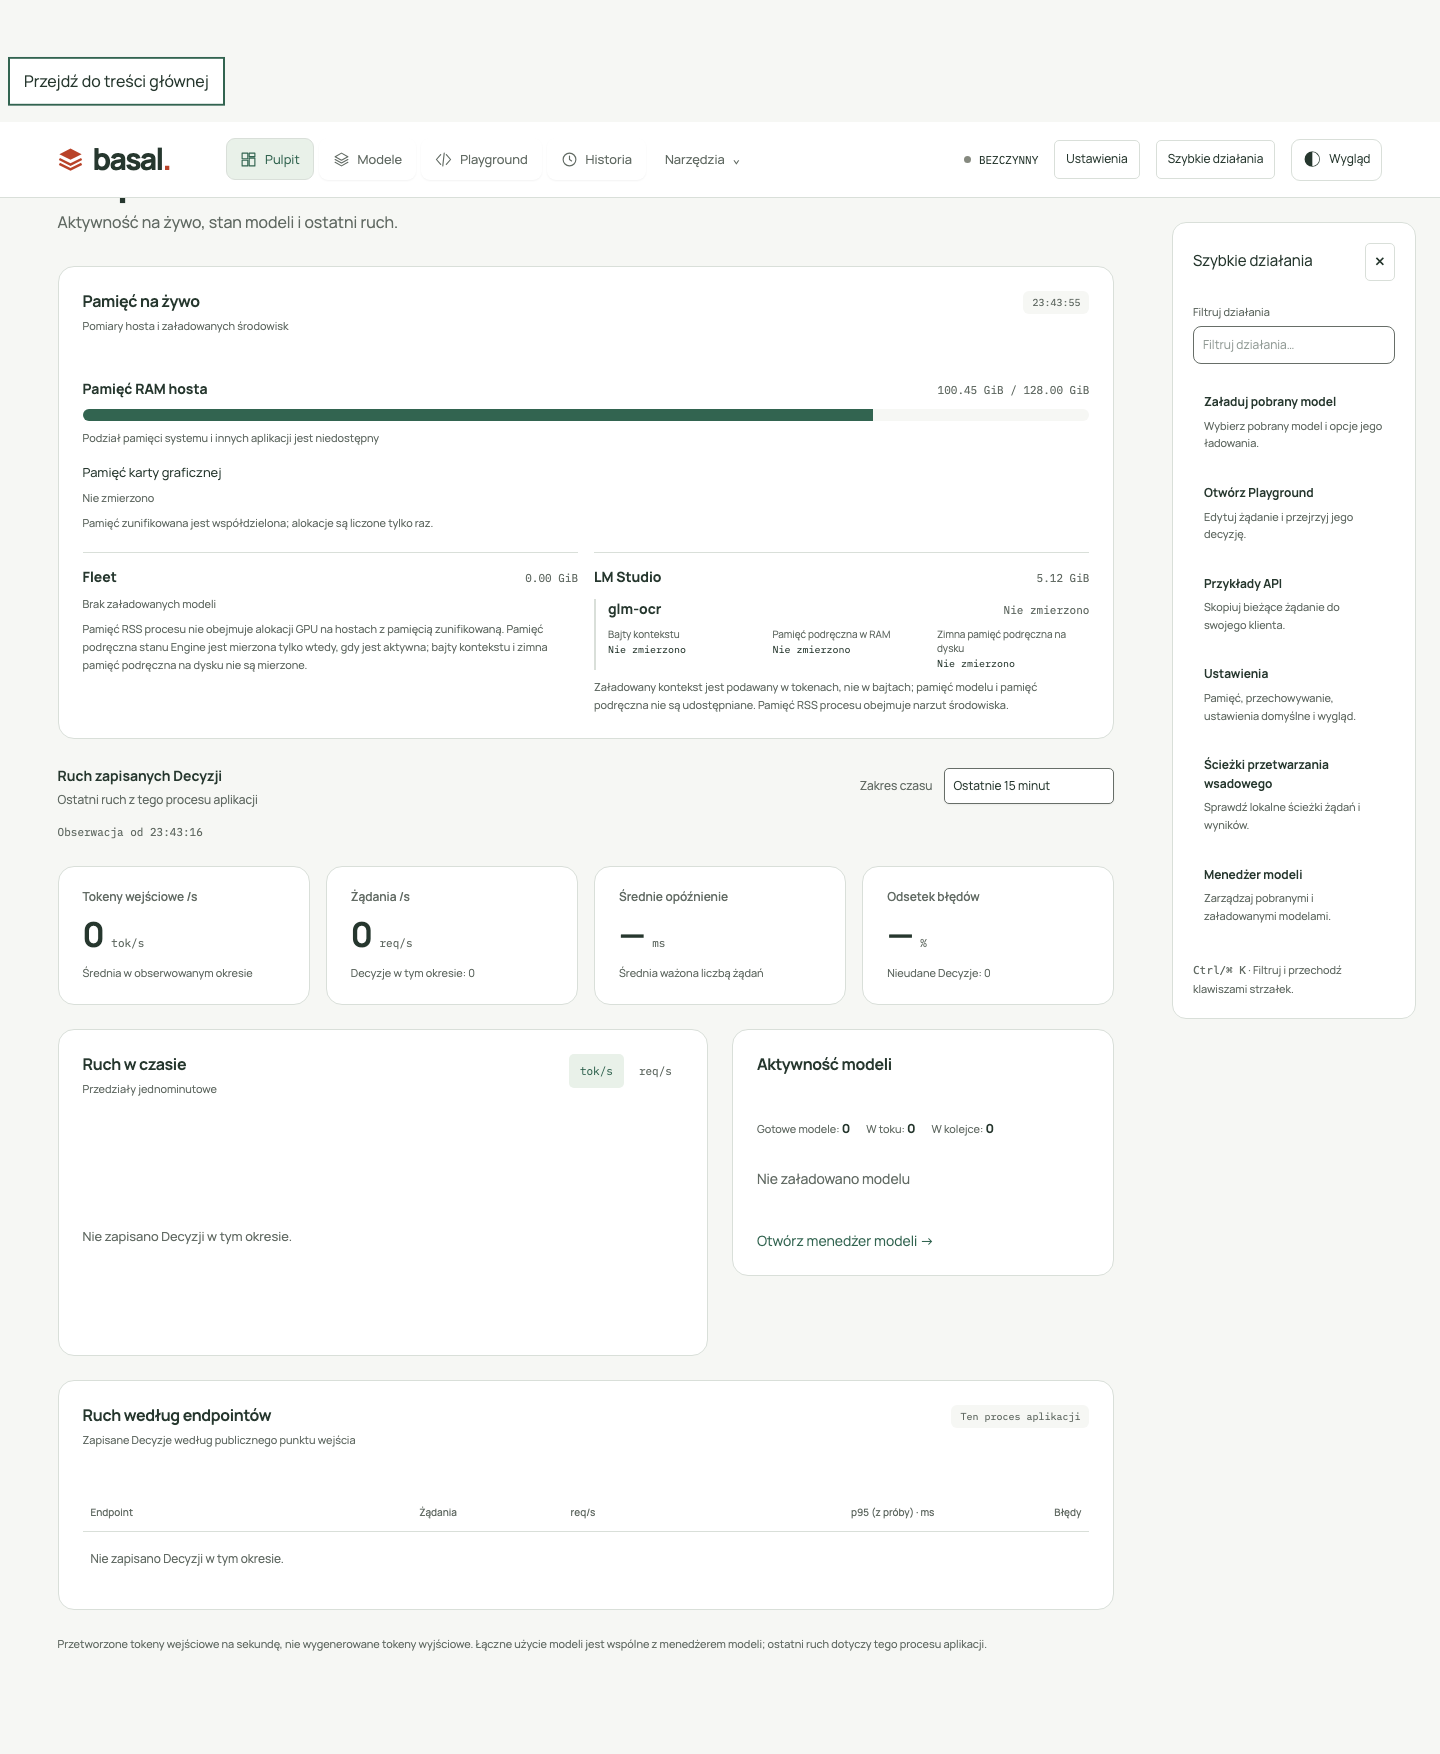 Przejdź do treści głównej
basal.
Pulpit
Modele
Playground
Historia
Narzędzia
BEZCZYNNY
Ustawienia
Szybkie działania
Wygląd
Aktywność na żywo, stan modeli i ostatni ruch.
Pamięć na żywo
23:43:55
Pomiary hosta i załadowanych środowisk
Pamięć RAM hosta
100.45 GiB / 128.00 GiB
Podział pamięci systemu i innych aplikacji jest niedostępny
Pamięć karty graficznej
Nie zmierzono
Pamięć zunifikowana jest współdzielona; alokacje są liczone tylko raz.
Fleet
0.00 GiB
Brak załadowanych modeli
Pamięć RSS procesu nie obejmuje alokacji GPU na hostach z pamięcią zunifikowaną. Pamięć
podręczna stanu Engine jest mierzona tylko wtedy, gdy jest aktywna; bajty kontekstu i zimna
pamięć podręczna na dysku nie są mierzone.
LM Studio
5.12 GiB
glm-ocr
Nie zmierzono
Bajty kontekstu
Nie zmierzono
Pamięć podręczna w RAM
Nie zmierzono
Zimna pamięć podręczna na
dysku
Nie zmierzono
Załadowany kontekst jest podawany w tokenach, nie w bajtach; pamięć modelu i pamięć
podręczna nie są udostępniane. Pamięć RSS procesu obejmuje narzut środowiska.
Ruch zapisanych Decyzji
Ostatni ruch z tego procesu aplikacji
Zakres czasu
Ostatnie 15 minut
Obserwacja od 23:43:16
Tokeny wejściowe /s
0 tok/s
Średnia w obserwowanym okresie
Żądania /s
0 req/s
Decyzje w tym okresie: 0
Średnie opóźnienie
— ms
Średnia ważona liczbą żądań
Odsetek błędów
— %
Nieudane Decyzje: 0
Ruch w czasie
Przedziały jednominutowe
tok/s
req/s
Nie zapisano Decyzji w tym okresie.
Aktywność modeli
Gotowe modele: 0
W toku: 0
W kolejce: 0
Nie załadowano modelu
Otwórz menedżer modeli →
Ruch według endpointów
Ten proces aplikacji
Zapisane Decyzje według publicznego punktu wejścia
Endpoint
Żądania
req/s
p95 (z próby) · ms
Błędy
Nie zapisano Decyzji w tym okresie.
Przetworzone tokeny wejściowe na sekundę, nie wygenerowane tokeny wyjściowe. Łączne użycie modeli jest wspólne z menedżerem modeli; ostatni ruch dotyczy tego procesu aplikacji.
Szybkie działania
×
Filtruj działania
Filtruj działania…
Załaduj pobrany model
Wybierz pobrany model i opcje jego
ładowania.
Otwórz Playground
Edytuj żądanie i przejrzyj jego
decyzję.
Przykłady API
Skopiuj bieżące żądanie do
swojego klienta.
Ustawienia
Pamięć, przechowywanie,
ustawienia domyślne i wygląd.
Ścieżki przetwarzania
wsadowego
Sprawdź lokalne ścieżki żądań i
wyników.
Menedżer modeli
Zarządzaj pobranymi i
załadowanymi modelami.
Ctrl/⌘ K · Filtruj i przechodź
klawiszami strzałek.